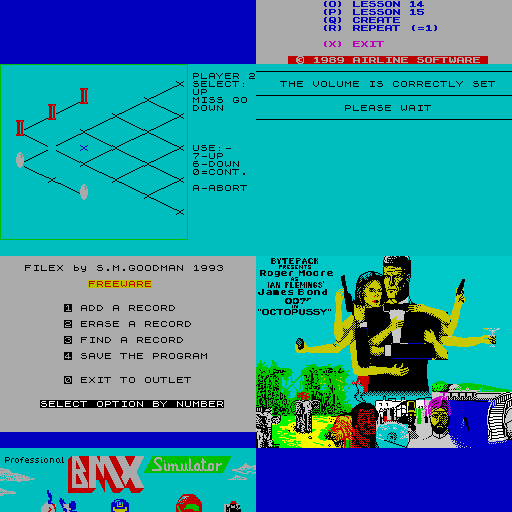 (O) LESSON 14
(P) LESSON 15
(Q) CREATE
(R) REPEAT (=1)
(X) EXIT
© 1989 AIRLINE SOFTWARE
PLAYER 2
SELECT:
UP
MISS GO
DOWN
USE:-
7-UP
6-DOWN
0=CONT.
A-ABORT
THE VOLUME IS CORRECTLY SET
PLEASE WAIT
FILEX by S.M.GOODMAN 1993
FREEWARE
1 ADD A RECORD
2 ERASE A RECORD
3 FIND A RECORD
4 SAVE THE PROGRAM
0 EXIT TO OUTLET
SELECT OPTION BY NUMBER
BYTEPACK
PRESENTS
Roger Moore
AS
IAN FLEMINGS'
James Bond
007
IN
"OCTOPUSSY"
Professional BMX Simulator